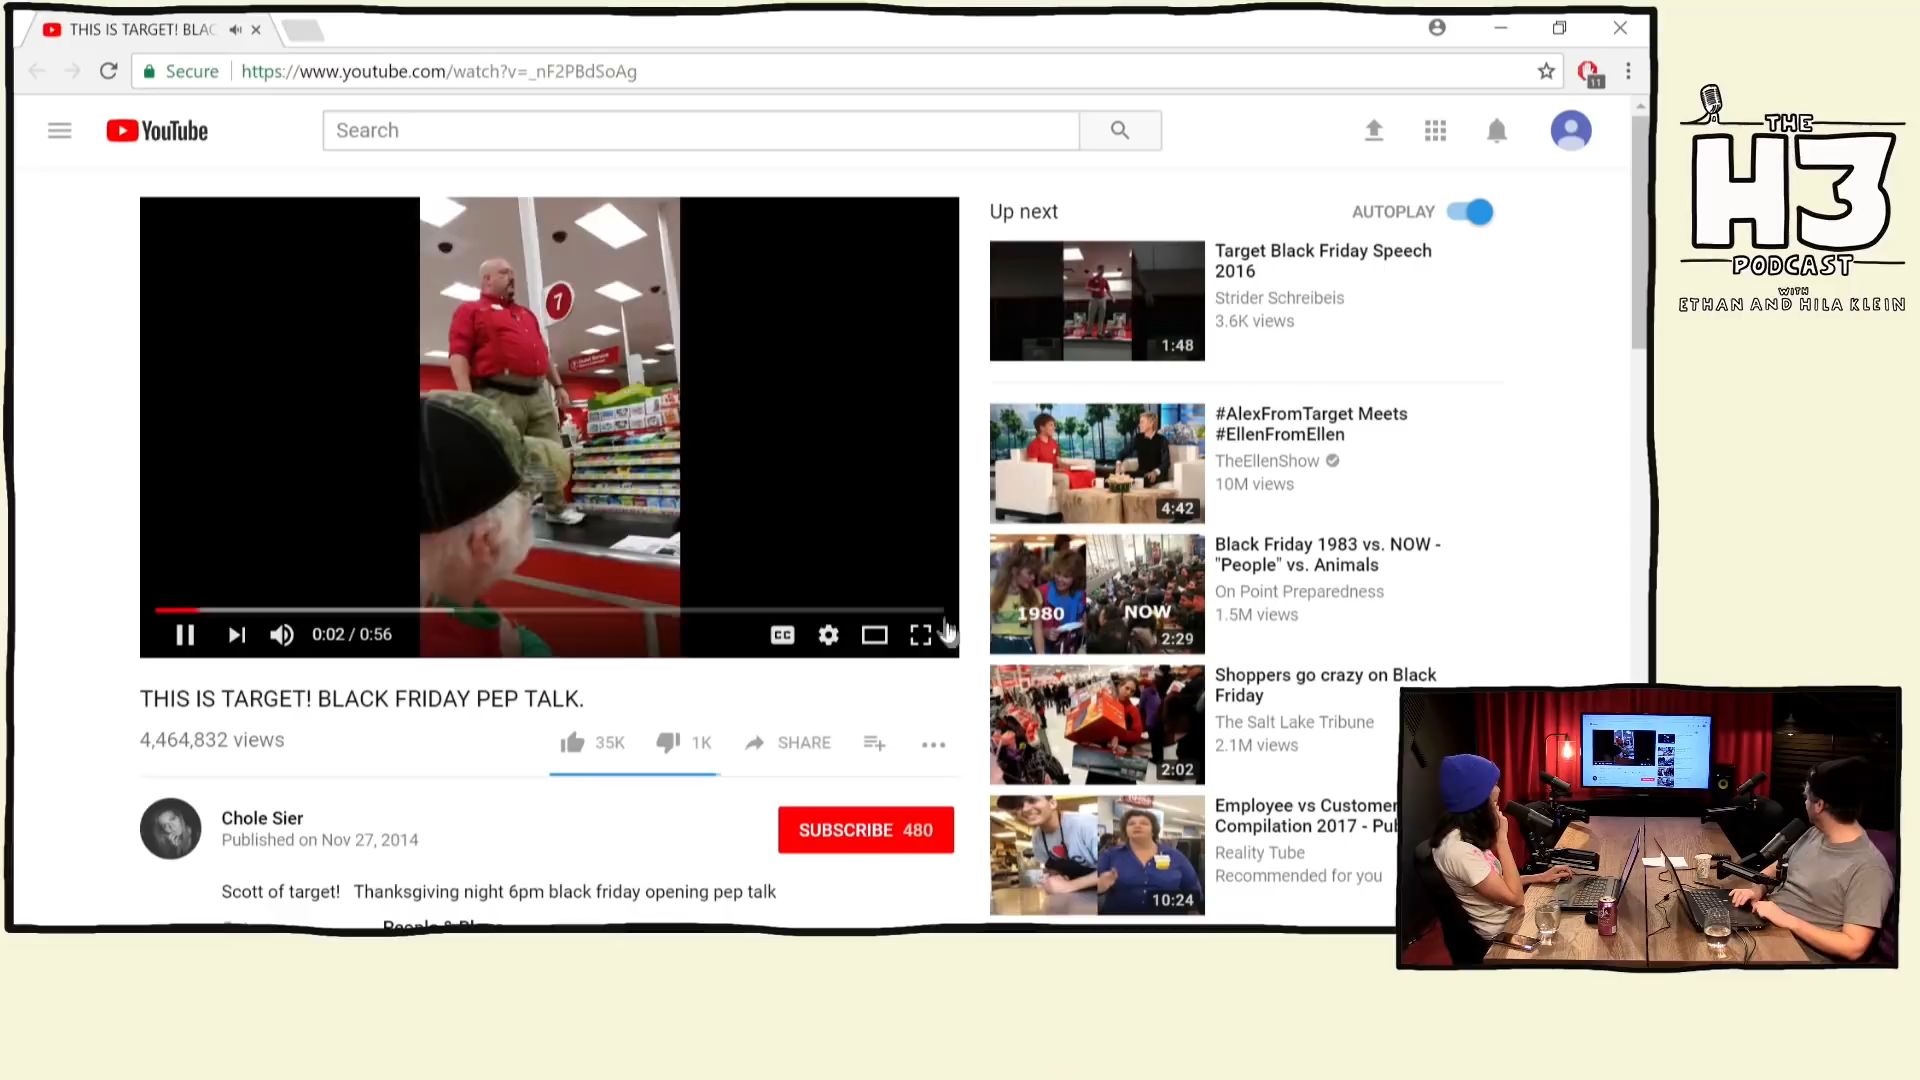 THIS IS TARGET! BLAC
Secure
https://www.youtube.com/watch?v=_nF2PBdSoAg
11
YouTube
Search
THE
H3
PODCAST
WITH
ETHAN AND HILA KLEIN
7
0:02 / 0:56
CC
THIS IS TARGET! BLACK FRIDAY PEP TALK.
4,464,832 views
35K
1K
SHARE
Chole Sier
Published on Nov 27, 2014
SUBSCRIBE 480
Scott of target! Thanksgiving night 6pm black friday opening pep talk
Up next
AUTOPLAY
Target Black Friday Speech
2016
Strider Schreibeis
3.6K views
1:48
#AlexFromTarget Meets
#EllenFromEllen
TheEllenShow
10M views
4:42
Black Friday 1983 vs. NOW -
"People" vs. Animals
On Point Preparedness
1.5M views
1980
NOW
2:29
Shoppers go crazy on Black
Friday
The Salt Lake Tribune
2.1M views
2:02
Employee vs Customer
Compilation 2017 - Pub
Reality Tube
Recommended for you
10:24